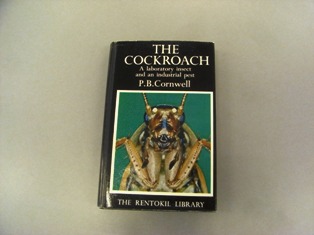 THE
COCKROACH
A laboratory insect
and an industrial pest
P.B.Cornwell
THE RENTOKIL LIBRARY